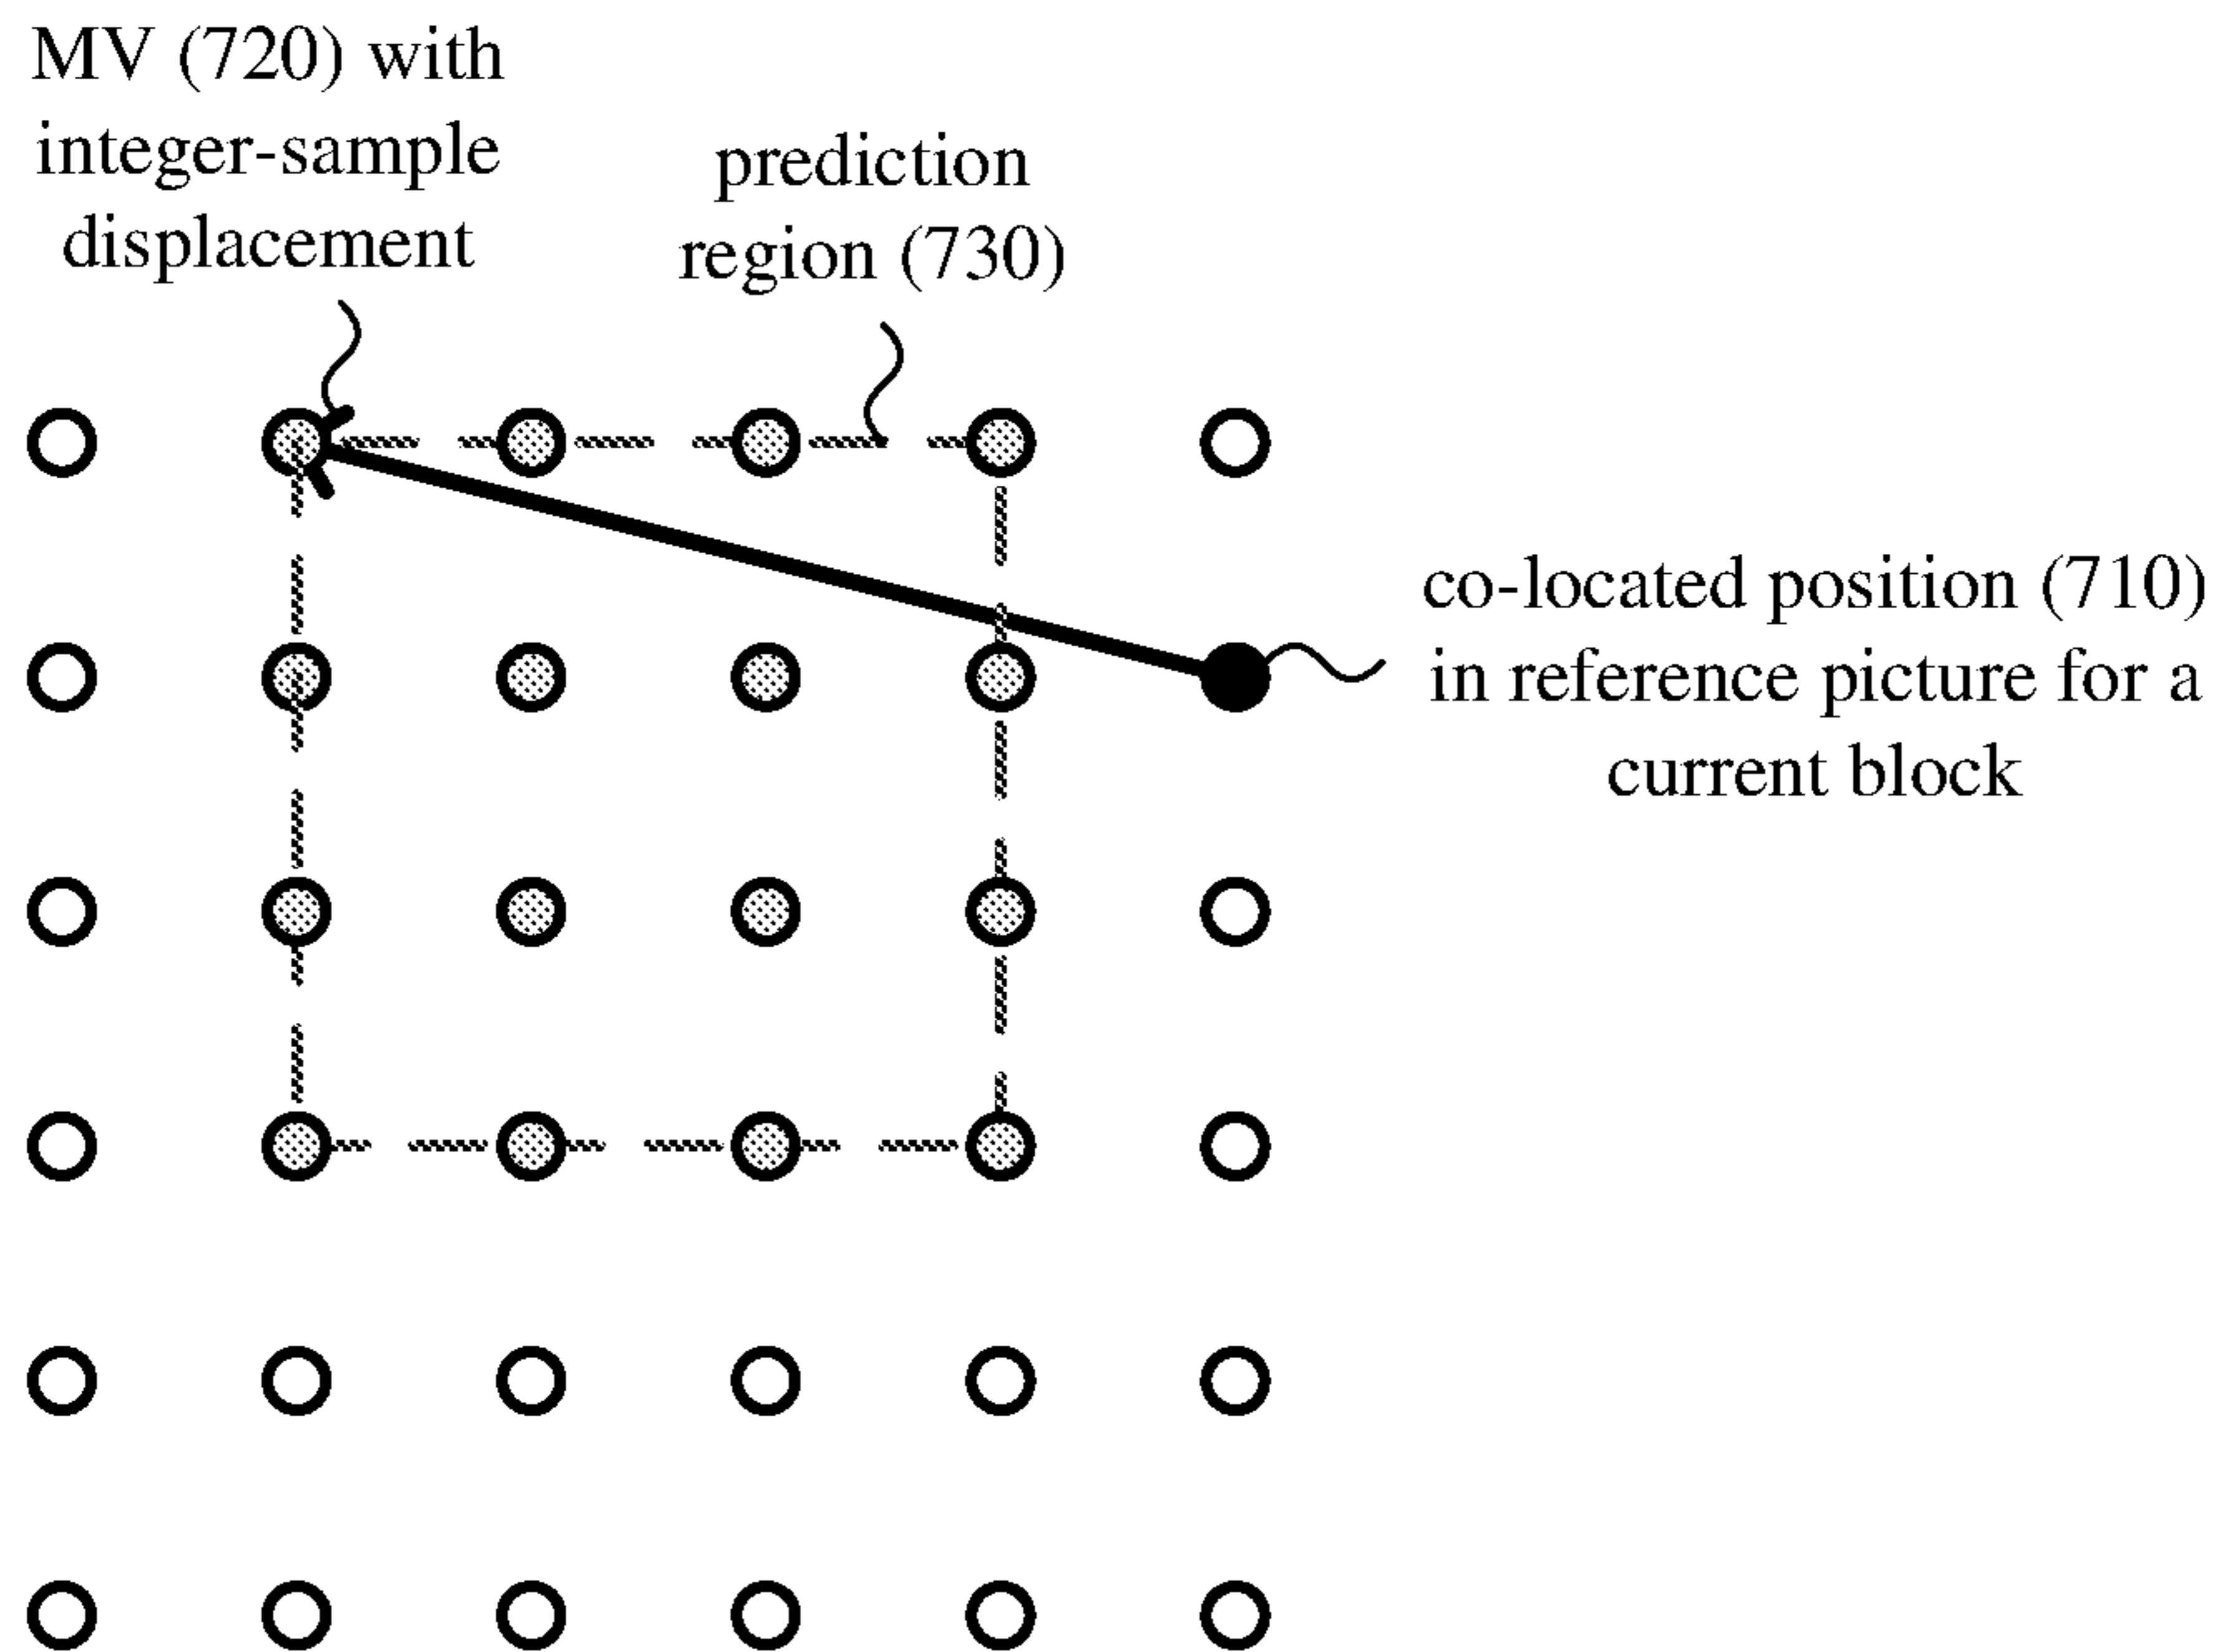 MV (720) with
integer-sample
displacement
prediction
region (730)
co-located position (710)
in reference picture for a
current block